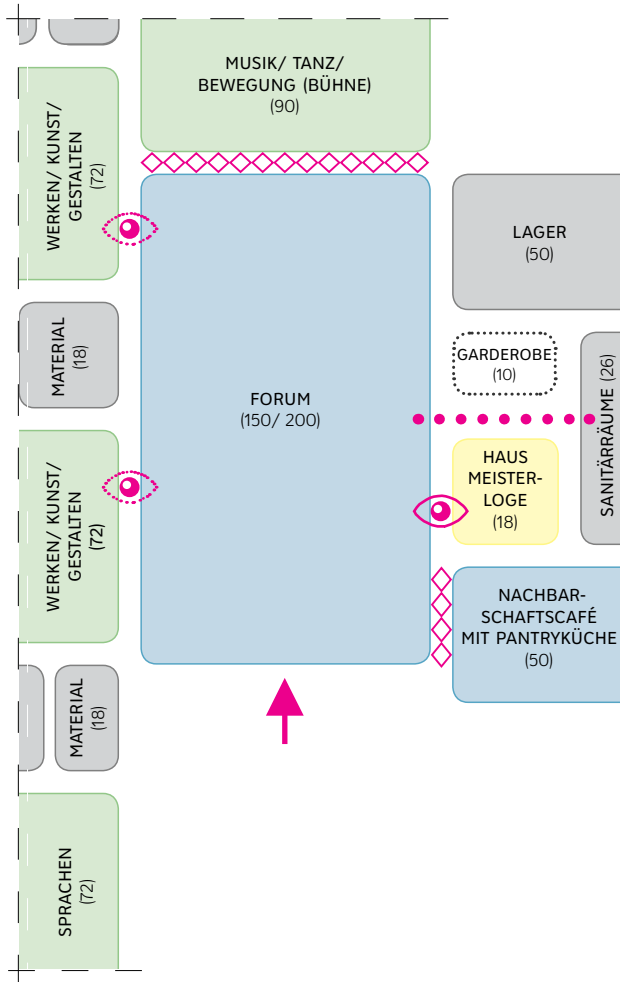 MUSIK/ TANZ/
BEWEGUNG (BÜHNE)
(90)
WERKEN/ KUNST/
GESTALTEN
(72)
LAGER
(50)
MATERIAL
(18)
GARDEROBE
(10)
SANITÄRRÄUME (26)
FORUM
(150/ 200)
HAUS
MEISTER-
LOGE
(18)
WERKEN/ KUNST/
GESTALTEN
(72)
NACHBAR-
SCHAFTSCAFÉ
MIT PANTRYKÜCHE
(50)
MATERIAL
(18)
SPRACHEN
(72)